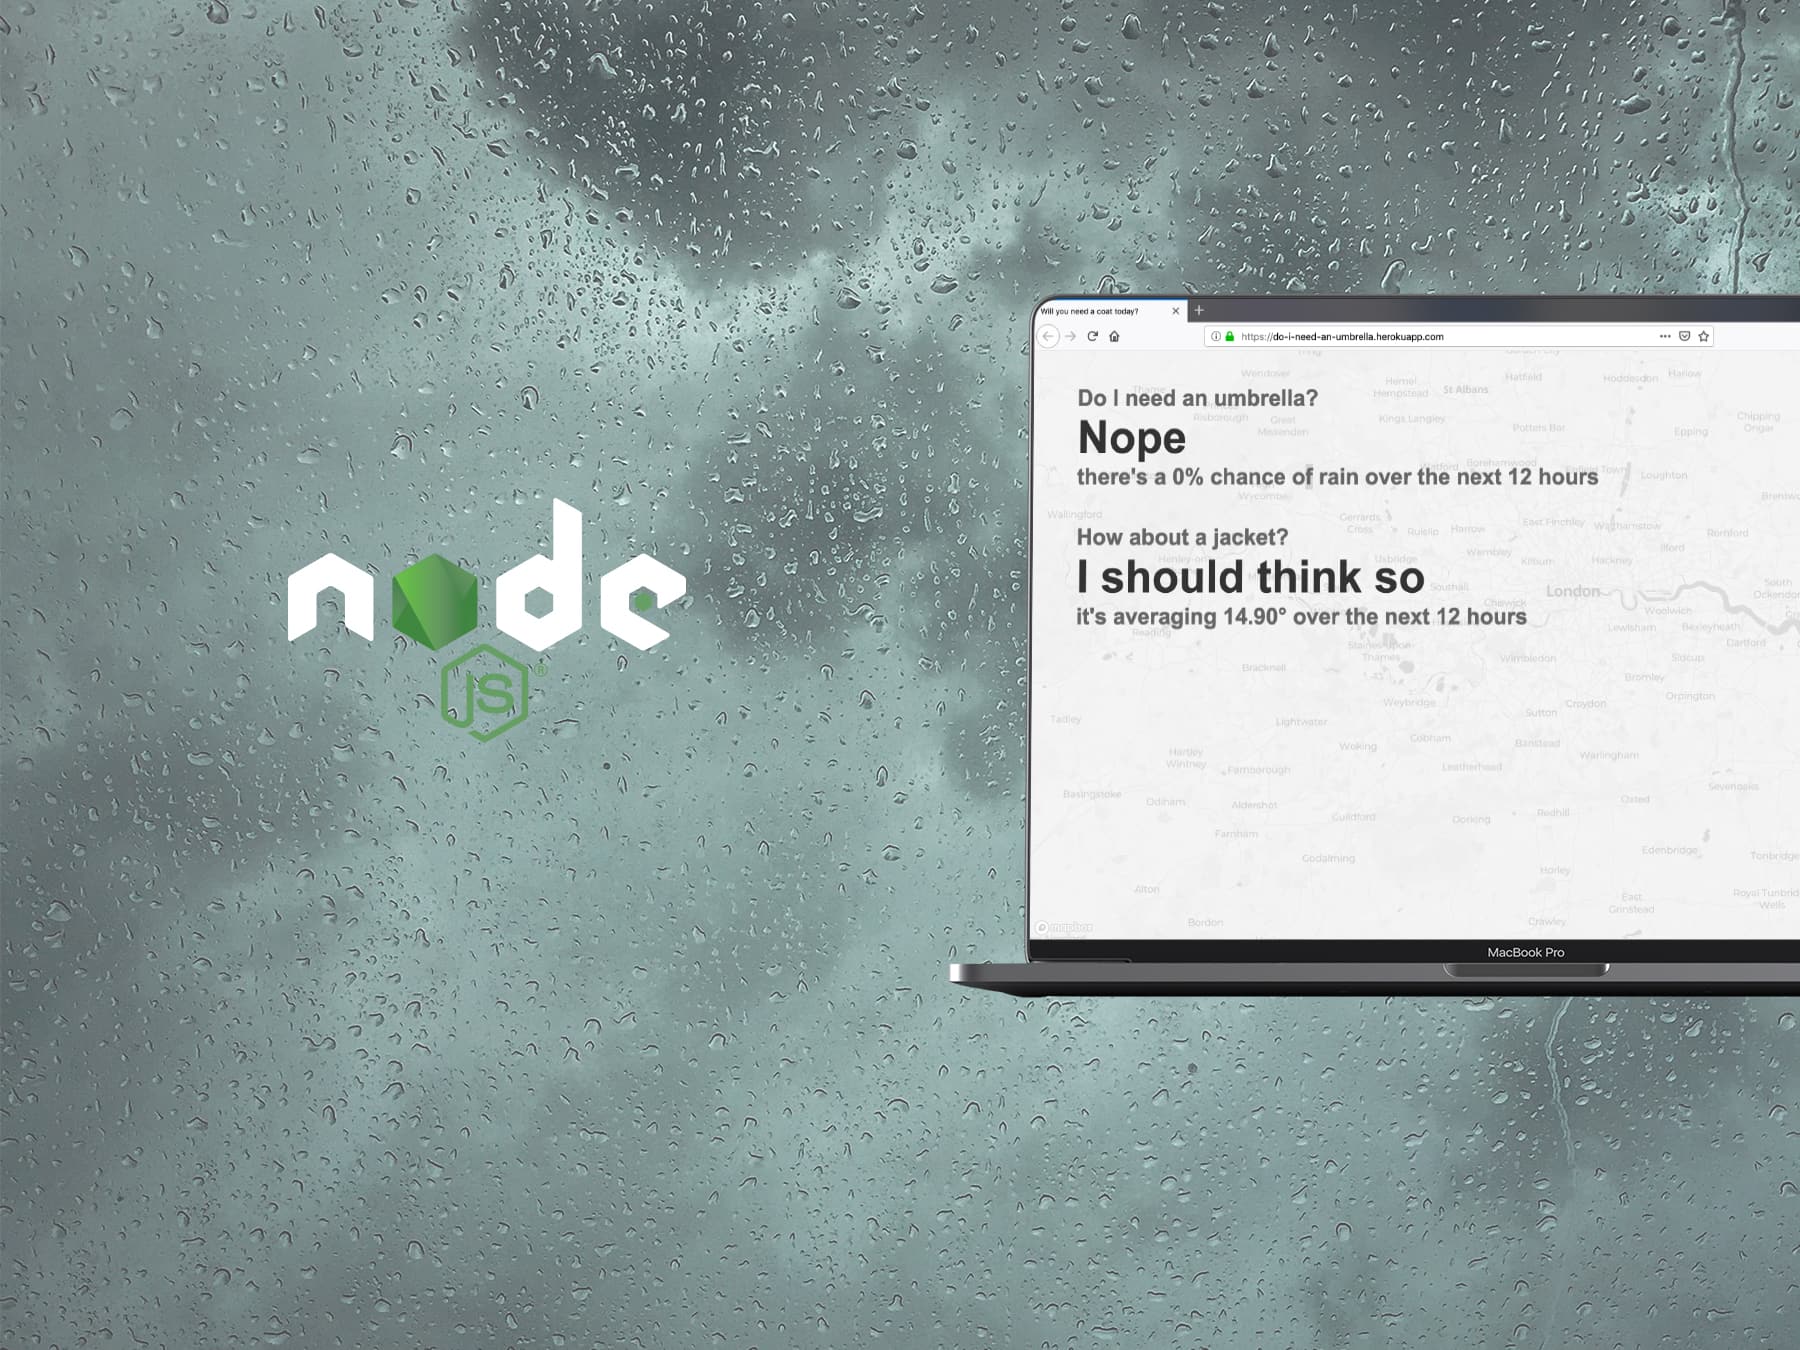 node
JS®
Will you need a coat today?
https://do-i-need-an-umbrella.herokuapp.com
Do I need an umbrella?
Nope
there's a 0% chance of rain over the next 12 hours
How about a jacket?
I should think so
it's averaging 14.90° over the next 12 hours
Wendover
Thame
Hemel
Hempstead
St Albans
Hatfield
Hoddesdon
Harlow
Risborough
Great
Missenden
Kings Langley
Potters Bar
Epping
Chipping
Ongar
Watford
Borehamwood
Enfield Town
Loughton
Wycombe
Brentwo
Wallingford
Gerrards
Cross
Ruislip
Harrow
East Finchley
Walthamstow
Romford
Henley-on
Uxbridge
Wembley
Kilburn
Hackney
Ilford
Southall
London
South
Ockendon
Chiswick
Woolwich
Reading
Staines-upon-
Thames
Lewisham
Bexleyheath
Dartford
Bracknell
Wimbledon
Sidcup
Bromley
Orpington
Tadley
Lightwater
Weybridge
Sutton
Croydon
Hartley
Wintney
Farnborough
Woking
Cobham
Banstead
Warlingham
Leatherhead
Basingstoke
Odiham
Aldershot
Guildford
Dorking
Redhill
Oxted
Sevenoaks
Farnham
Godalming
Edenbridge
Tonbridge
Horley
Alton
East
Grinstead
Royal Tunbrid
Wells
Bordon
Crawley
mapbox
MacBook Pro